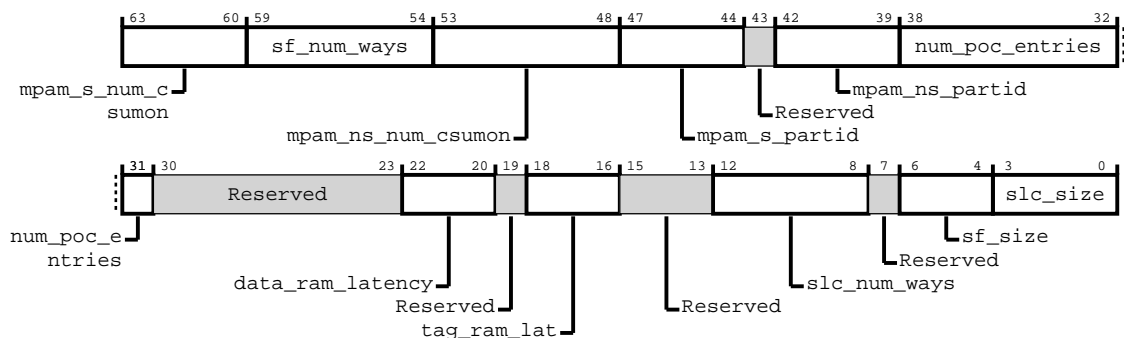 63 60 59 54 53 48 47 44 43 42 39 38 32
sf_num_ways num_poc_entries
mpam_s_num_c
sumon
mpam_ns_partid
Reserved
mpam_ns_num_csumon
mpam_s_partid
31 30 23 22 20 19 18 16 15 13 12 8 7 6 4 3 0
Reserved slc_size
num_poc_e
ntries
sf_size
Reserved
data_ram_latency
slc_num_ways
Reserved
Reserved
tag_ram_lat